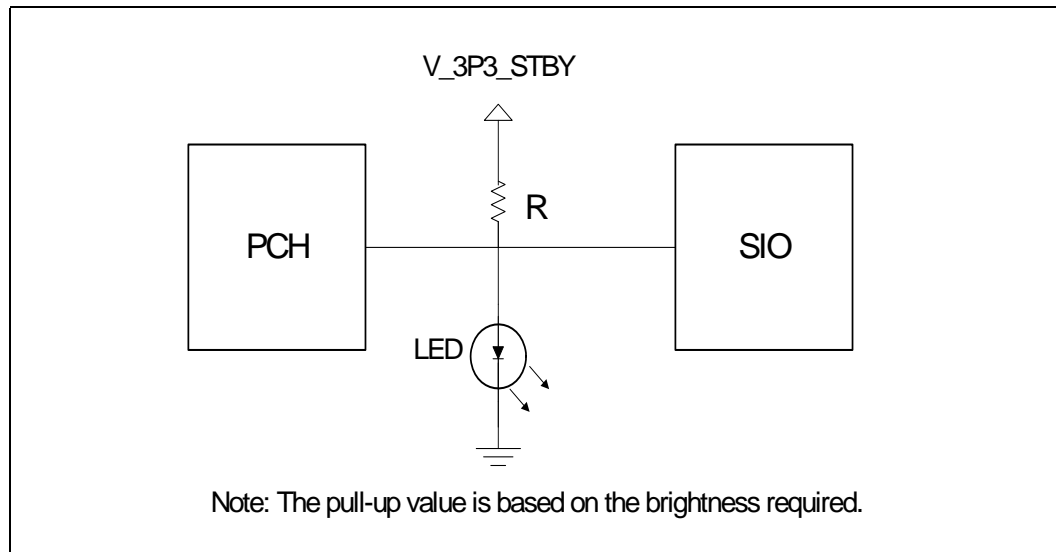 V_3P3_STBY
R
PCH
SIO
LED
Note: The pull-up value is based on the brightness required.